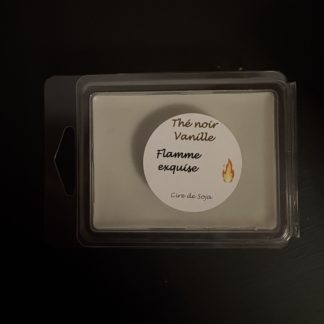 Thé noir
Vanille
Flamme
exquise
Cire de Soja